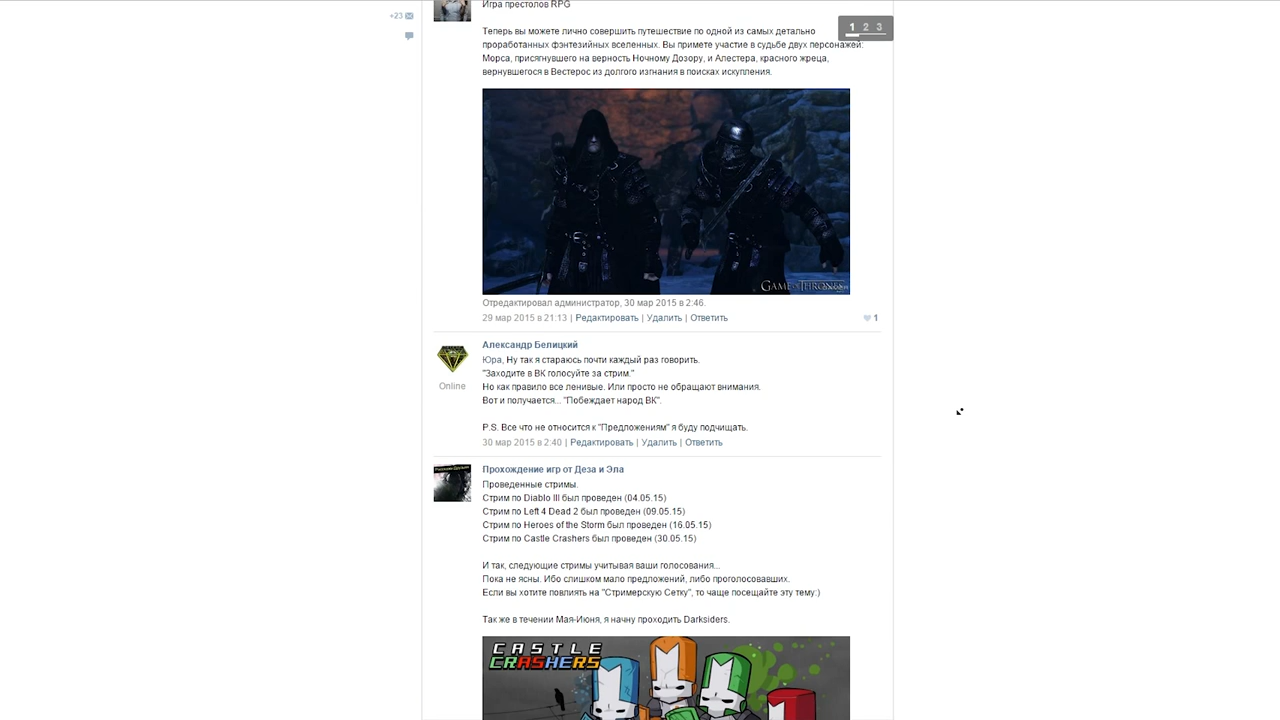 Игра престолов RPG
+23
1 2 3
Теперь вы можете лично совершить путешествие по одной из самых детально
проработанных фэнтезийных вселенных. Вы примете участие в судьбе двух персонажей:
Морса, присягнувшего на верность Ночному Дозору, и Алестера, красного жреца,
вернувшегося в Вестерос из долгого изгнания в поисках искупления.
GAME OF THRONES
Отредактировал администратор, 30 мар 2015 в 2:46.
29 мар 2015 в 21:13 | Редактировать | Удалить | Ответить
1
Александр Белицкий
Юра, Ну так я стараюсь почти каждый раз говорить.
"Заходите в ВК голосуйте за стрим."
Online
Но как правило все ленивые. Или просто не обращают внимания.
Вот и получается... "Побеждает народ ВК".
P.S. Все что не относится к "Предложениям" я буду подчищать.
30 мар 2015 в 2:40 | Редактировать | Удалить | Ответить
Прохождение игр от Деза и Эла
Проведенные стримы.
Стрим по Diablo III был проведен (04.05.15)
Стрим по Left 4 Dead 2 был проведен (09.05.15)
Стрим по Heroes of the Storm был проведен (16.05.15)
Стрим по Castle Crashers был проведен (30.05.15)
И так, следующие стримы учитывая ваши голосования...
Пока не ясны. Ибо слишком мало предложений, либо проголосовавших.
Если вы хотите повлиять на "Стримерскую Сетку", то чаще посещайте эту тему:)
Так же в течении Мая-Июня, я начну проходить Darksiders.
CASTLE
CRASHERS